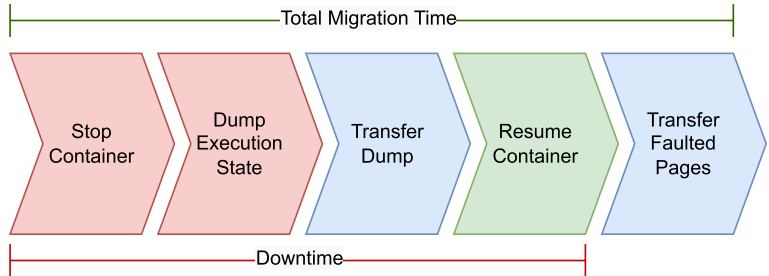 Total Migration Time
Stop
Container
Dump
Execution
State
Transfer
Dump
Resume
Container
Transfer
Faulted
Pages
Downtime